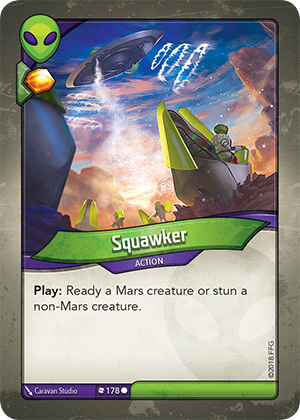 Squawker
ACTION
Play: Ready a Mars creature or stun a
non-Mars creature.
©2018 FFG
Caravan Studio
178